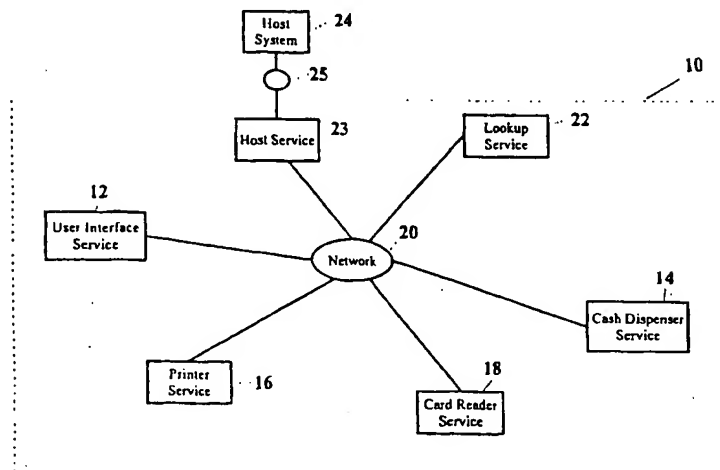 Host
System
24
25
10
Host Service
23
Lookup
Service
22
12
User Interface
Service
20
Network
14
Cash Dispenser
Service
Printer
Service
16
18
Card Reader
Service